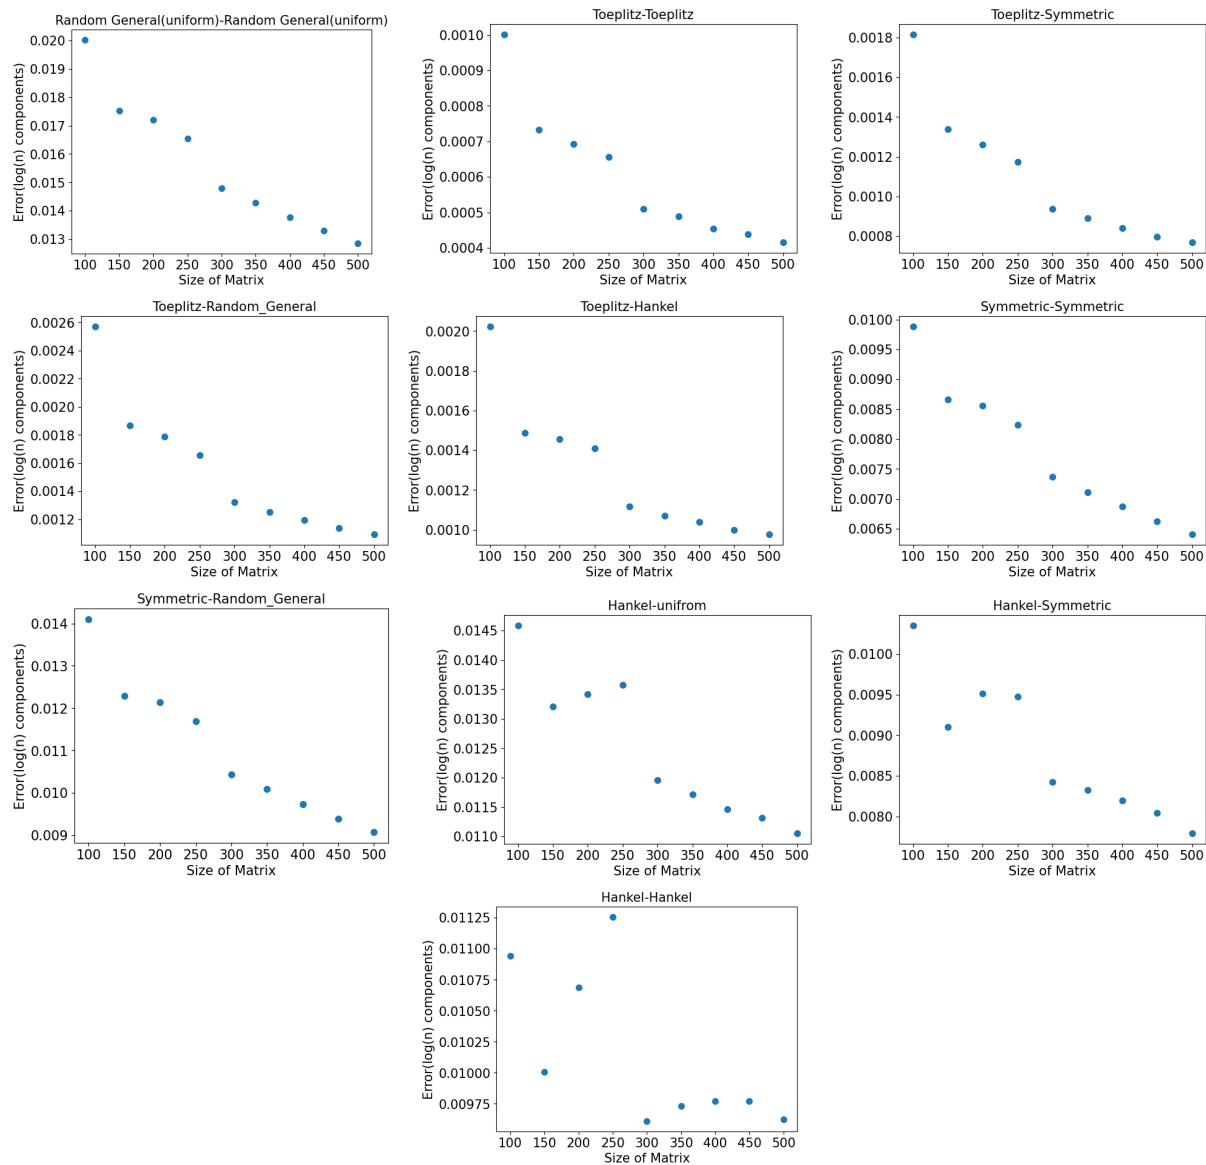 Random General(uniform)-Random General(uniform)
Error(log(n) components)
0.020
0.019
0.018
0.017
0.016
0.015
0.014
0.013
100 150 200 250 300 350 400 450 500
Size of Matrix
Toeplitz-Toeplitz
Error(log(n) components)
0.0010
0.0009
0.0008
0.0007
0.0006
0.0005
0.0004
100 150 200 250 300 350 400 450 500
Size of Matrix
Toeplitz-Symmetric
Error(log(n) components)
0.0018
0.0016
0.0014
0.0012
0.0010
0.0008
100 150 200 250 300 350 400 450 500
Size of Matrix
Toeplitz-Random_General
Error(log(n) components)
0.0026
0.0024
0.0022
0.0020
0.0018
0.0016
0.0014
0.0012
100 150 200 250 300 350 400 450 500
Size of Matrix
Toeplitz-Hankel
Error(log(n) components)
0.0020
0.0018
0.0016
0.0014
0.0012
0.0010
100 150 200 250 300 350 400 450 500
Size of Matrix
Symmetric-Symmetric
Error(log(n) components)
0.0100
0.0095
0.0090
0.0085
0.0080
0.0075
0.0070
0.0065
100 150 200 250 300 350 400 450 500
Size of Matrix
Symmetric-Random_General
Error(log(n) components)
0.014
0.013
0.012
0.011
0.010
0.009
100 150 200 250 300 350 400 450 500
Size of Matrix
Hankel-unifrom
Error(log(n) components)
0.0145
0.0140
0.0135
0.0130
0.0125
0.0120
0.0115
0.0110
100 150 200 250 300 350 400 450 500
Size of Matrix
Hankel-Symmetric
Error(log(n) components)
0.0100
0.0095
0.0090
0.0085
0.0080
100 150 200 250 300 350 400 450 500
Size of Matrix
Hankel-Hankel
Error(log(n) components)
0.01125
0.01100
0.01075
0.01050
0.01025
0.01000
0.00975
100 150 200 250 300 350 400 450 500
Size of Matrix